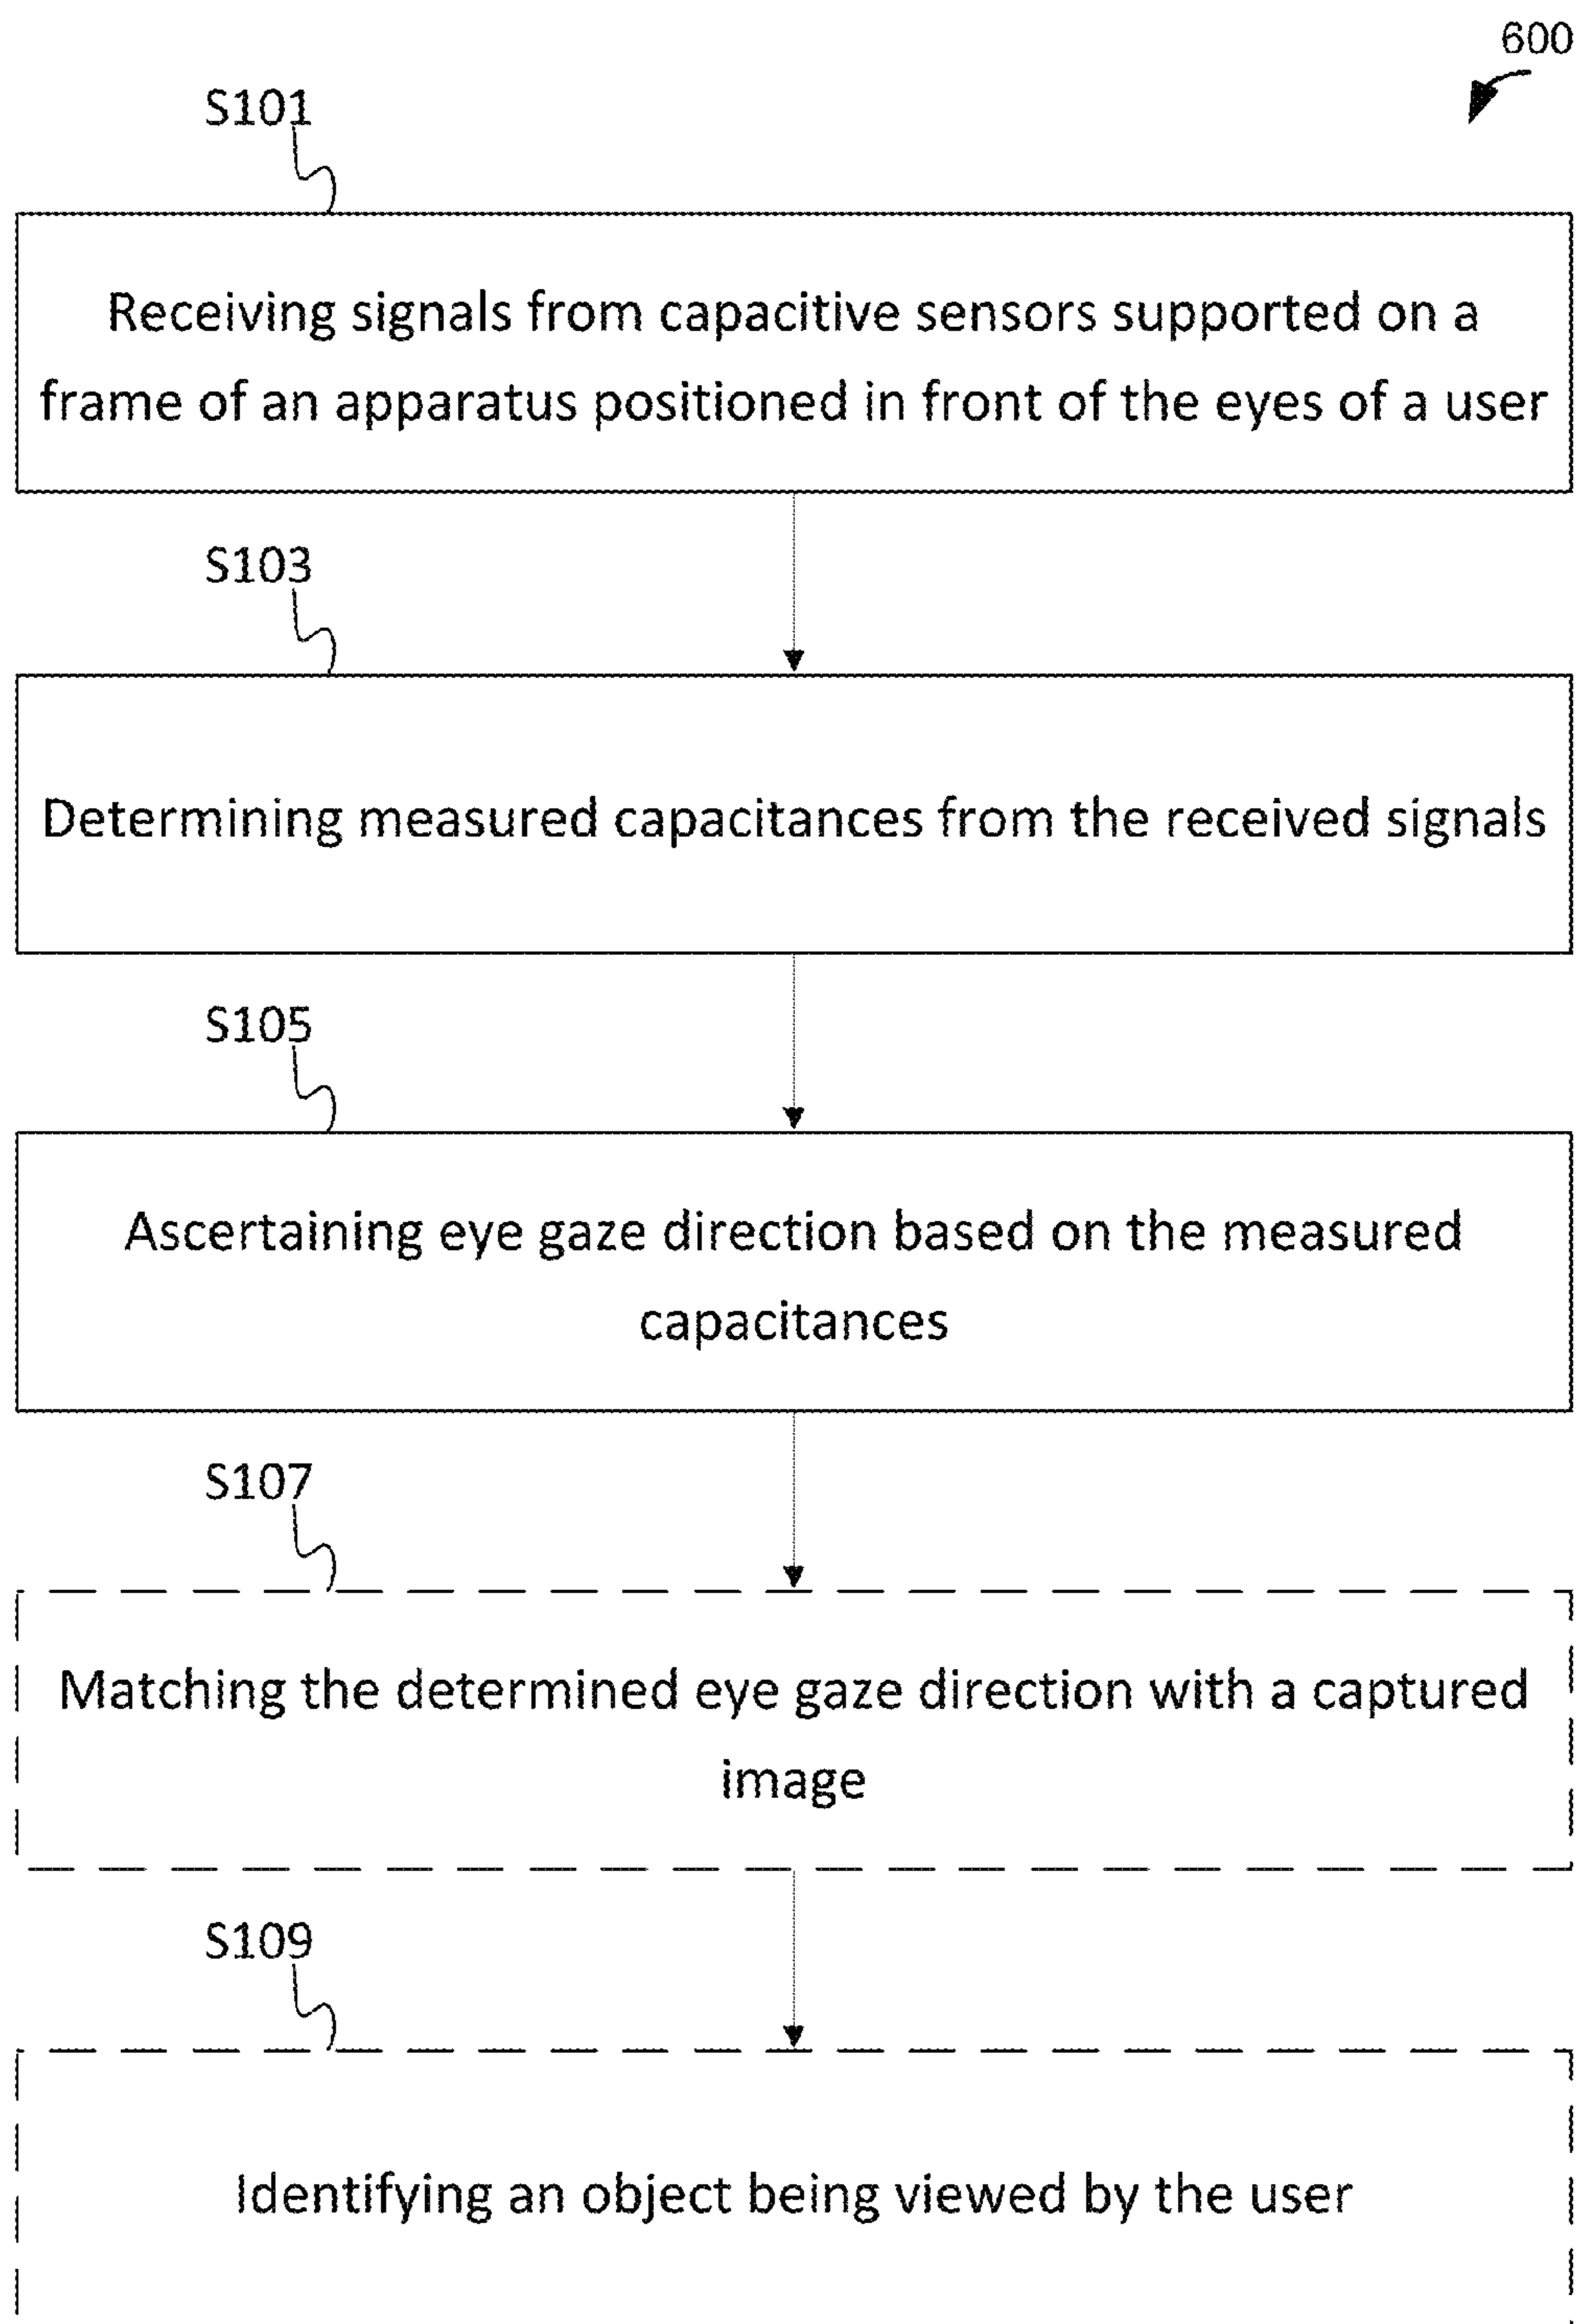 600
S101
Receiving signals from capacitive sensors supported on a
frame of an apparatus positioned in front of the eyes of a user
S103
Determining measured capacitances from the received signals
S105
Ascertaining eye gaze direction based on the measured
capacitances
S107
Matching the determined eye gaze direction with a captured
image
S109
Identifying an object being viewed by the user